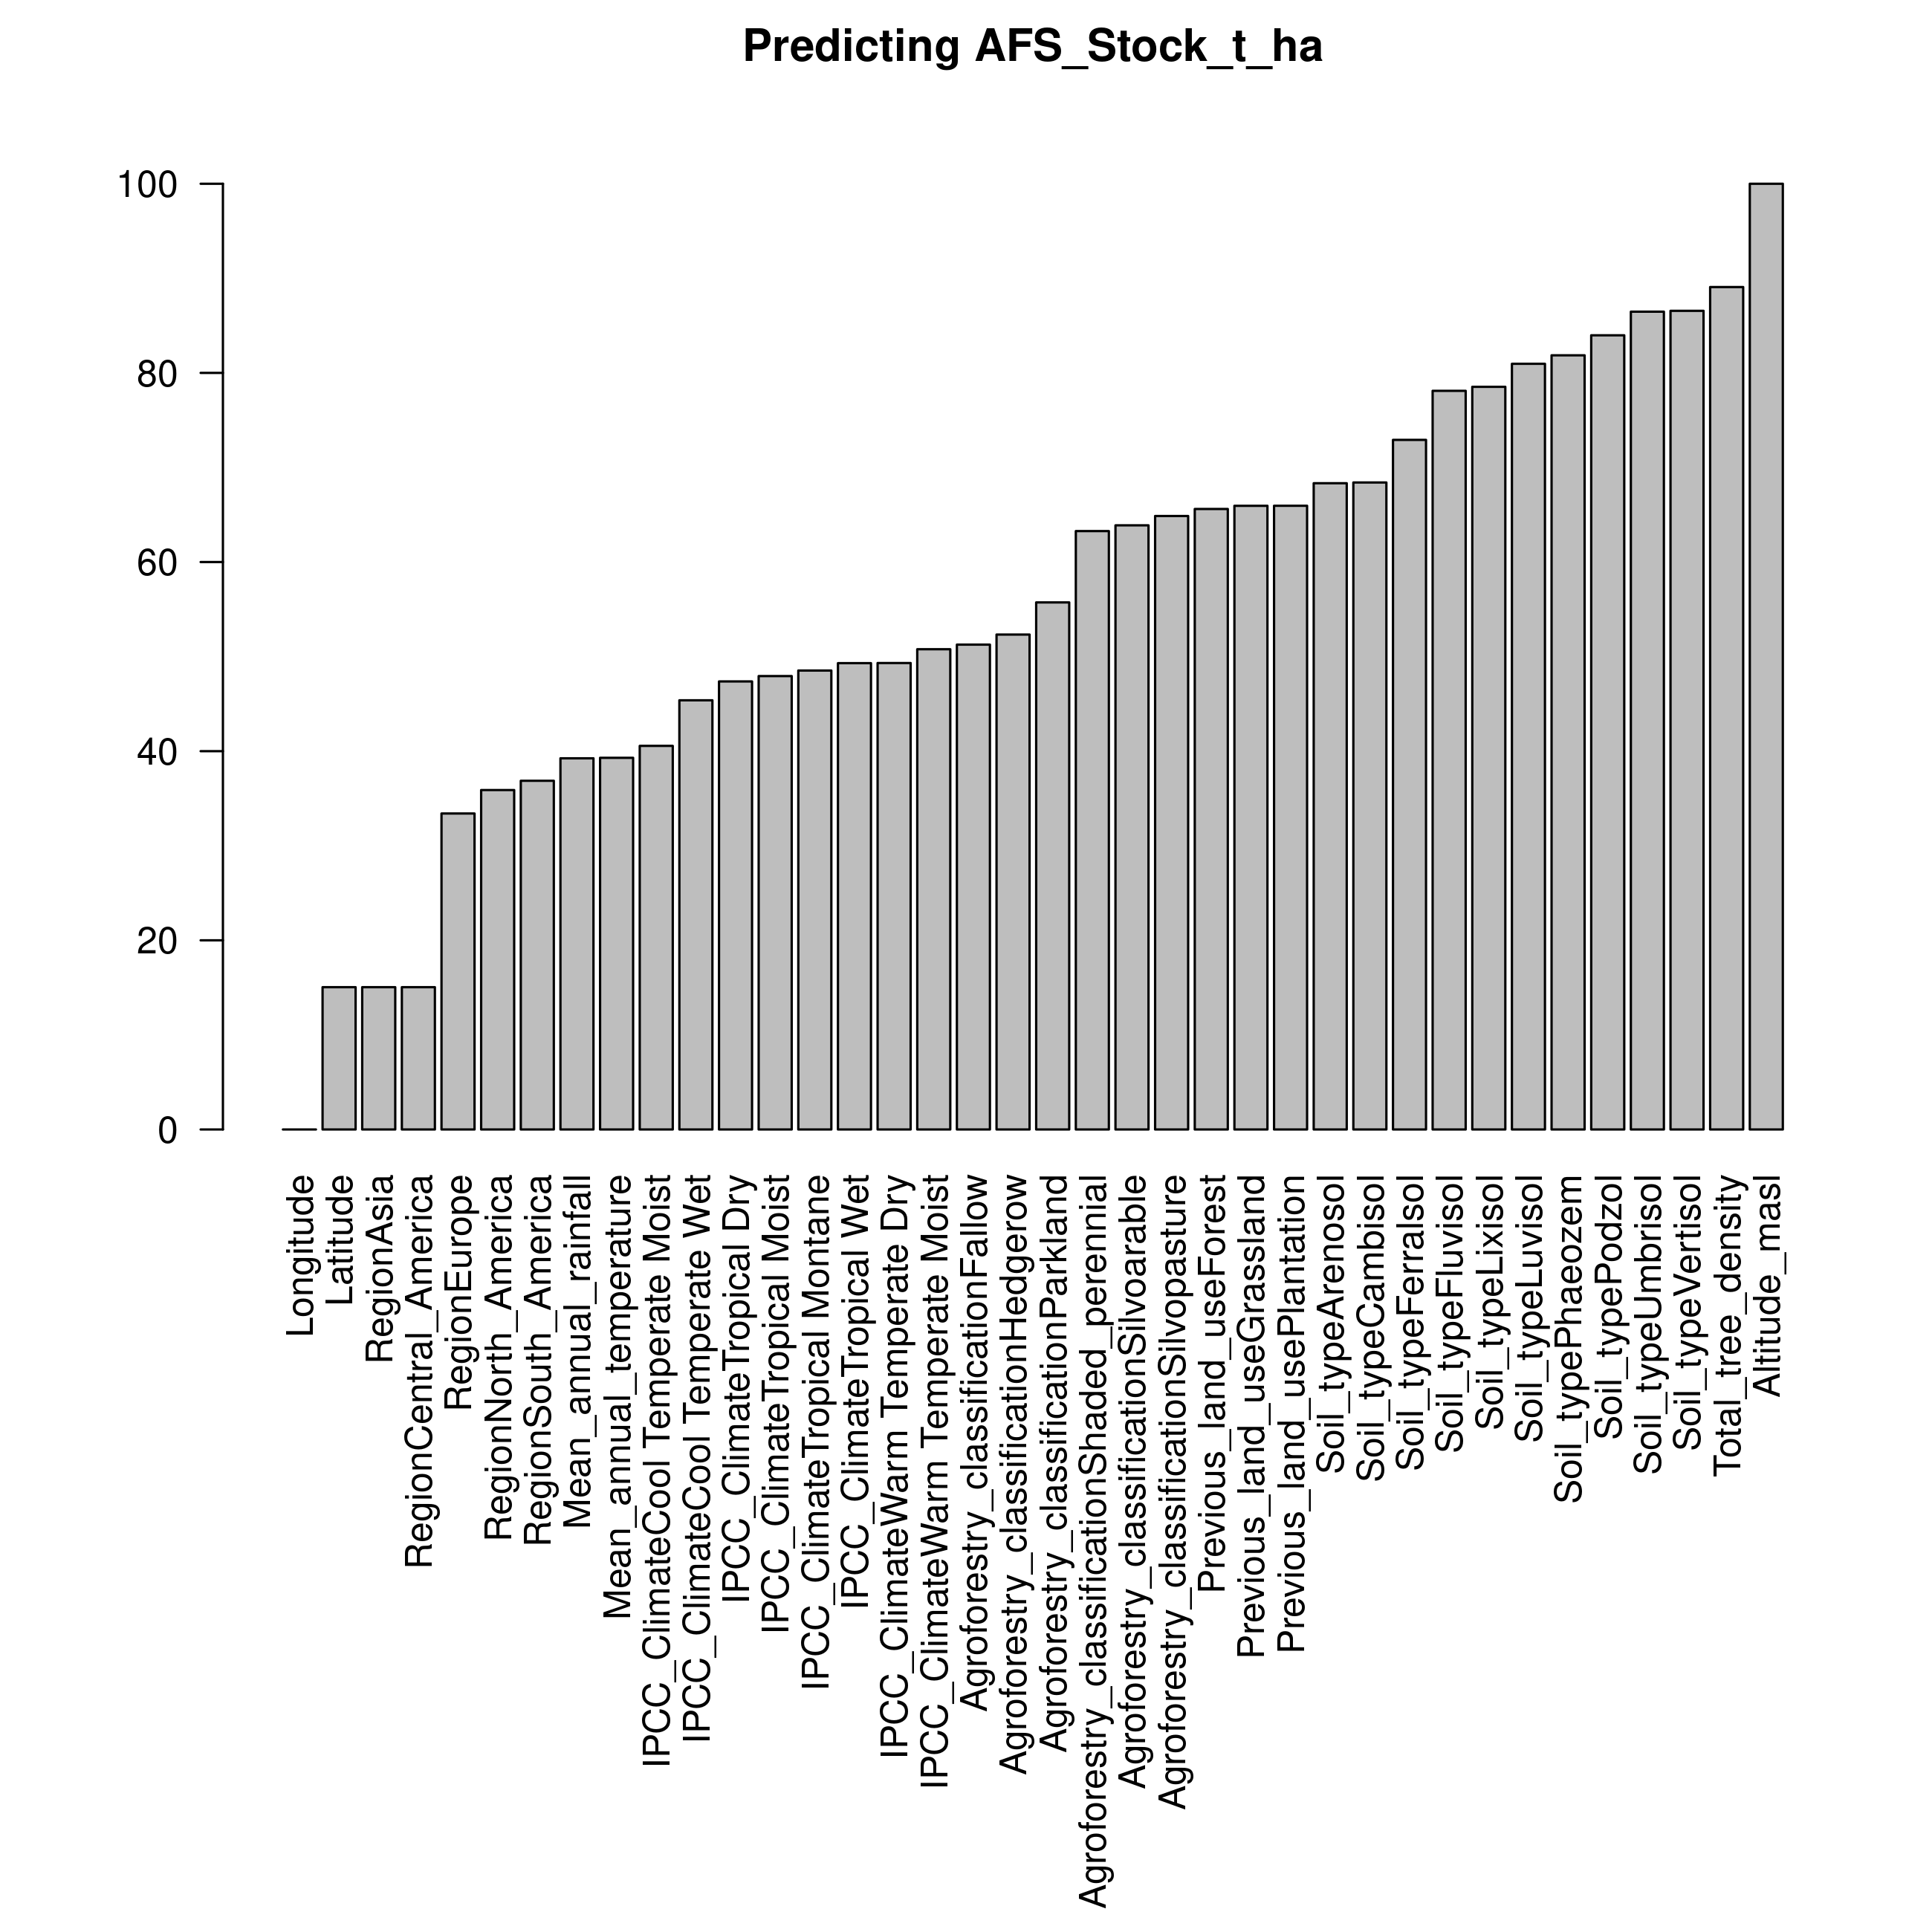 Predicting AFS_Stock_t_ha
100
80
60
40
20
0
Longitude
Latitude
RegionAsia
RegionCentral_America
RegionEurope
RegionNorth_America
RegionSouth_America
Mean_annual_rainfall
Mean_annual_temperature
IPCC_ClimateCool Temperate Moist
IPCC_ClimateCool Temperate Wet
IPCC_ClimateTropical Dry
IPCC_ClimateTropical Moist
IPCC_ClimateTropical Montane
IPCC_ClimateTropical Wet
IPCC_ClimateWarm Temperate Dry
IPCC_ClimateWarm Temperate Moist
Agroforestry_classificationFallow
Agroforestry_classificationHedgerow
Agroforestry_classificationParkland
Agroforestry_classificationShaded_perennial
Agroforestry_classificationSilvoarable
Agroforestry_classificationSilvopasture
Previous_land_useForest
Previous_land_useGrassland
Previous_land_usePlantation
Soil_typeArenosol
Soil_typeCambisol
Soil_typeFerralsol
Soil_typeFluvisol
Soil_typeLixisol
Soil_typeLuvisol
Soil_typePhaeozem
Soil_typePodzol
Soil_typeUmbrisol
Soil_typeVertisol
Total_tree_density
Altitude_masl